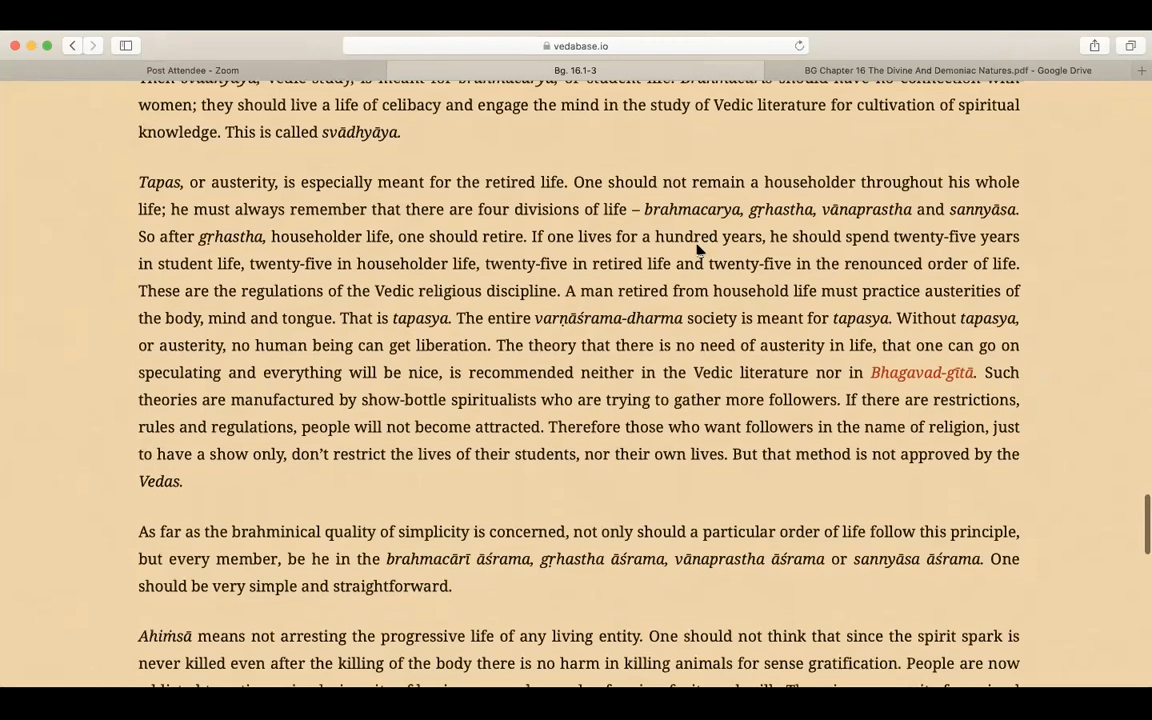 vedabase.io
Post Attendee - Zoom
Bg. 16.1-3
BG Chapter 16 The Divine And Demoniac Natures.pdf - Google Drive
women; they should live a life of celibacy and engage the mind in the study of Vedic literature for cultivation of spiritual
knowledge. This is called svādhyāya.
Tapas, or austerity, is especially meant for the retired life. One should not remain a householder throughout his whole
life; he must always remember that there are four divisions of life – brahmacarya, gṛhastha, vānaprastha and sannyāsa.
So after gṛhastha, householder life, one should retire. If one lives for a hundred years, he should spend twenty-five years
in student life, twenty-five in householder life, twenty-five in retired life and twenty-five in the renounced order of life.
These are the regulations of the Vedic religious discipline. A man retired from household life must practice austerities of
the body, mind and tongue. That is tapasya. The entire varṇāśrama-dharma society is meant for tapasya. Without tapasya,
or austerity, no human being can get liberation. The theory that there is no need of austerity in life, that one can go on
speculating and everything will be nice, is recommended neither in the Vedic literature nor in Bhagavad-gītā. Such
theories are manufactured by show-bottle spiritualists who are trying to gather more followers. If there are restrictions,
rules and regulations, people will not become attracted. Therefore those who want followers in the name of religion, just
to have a show only, don’t restrict the lives of their students, nor their own lives. But that method is not approved by the
Vedas.
As far as the brahminical quality of simplicity is concerned, not only should a particular order of life follow this principle,
but every member, be he in the brahmacārī āśrama, gṛhastha āśrama, vānaprastha āśrama or sannyāsa āśrama. One
should be very simple and straightforward.
Ahiṁsā means not arresting the progressive life of any living entity. One should not think that since the spirit spark is
never killed even after the killing of the body there is no harm in killing animals for sense gratification. People are now